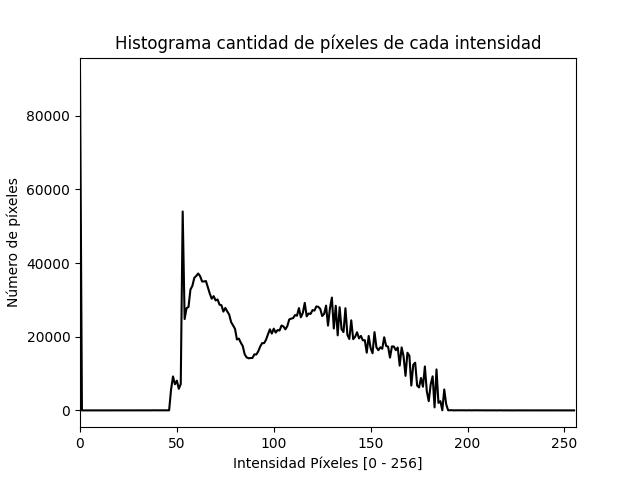 Histograma cantidad de píxeles de cada intensidad
80000
60000
40000
20000
0
Número de píxeles
0 50 100 150 200 250
Intensidad Píxeles [0 - 256]